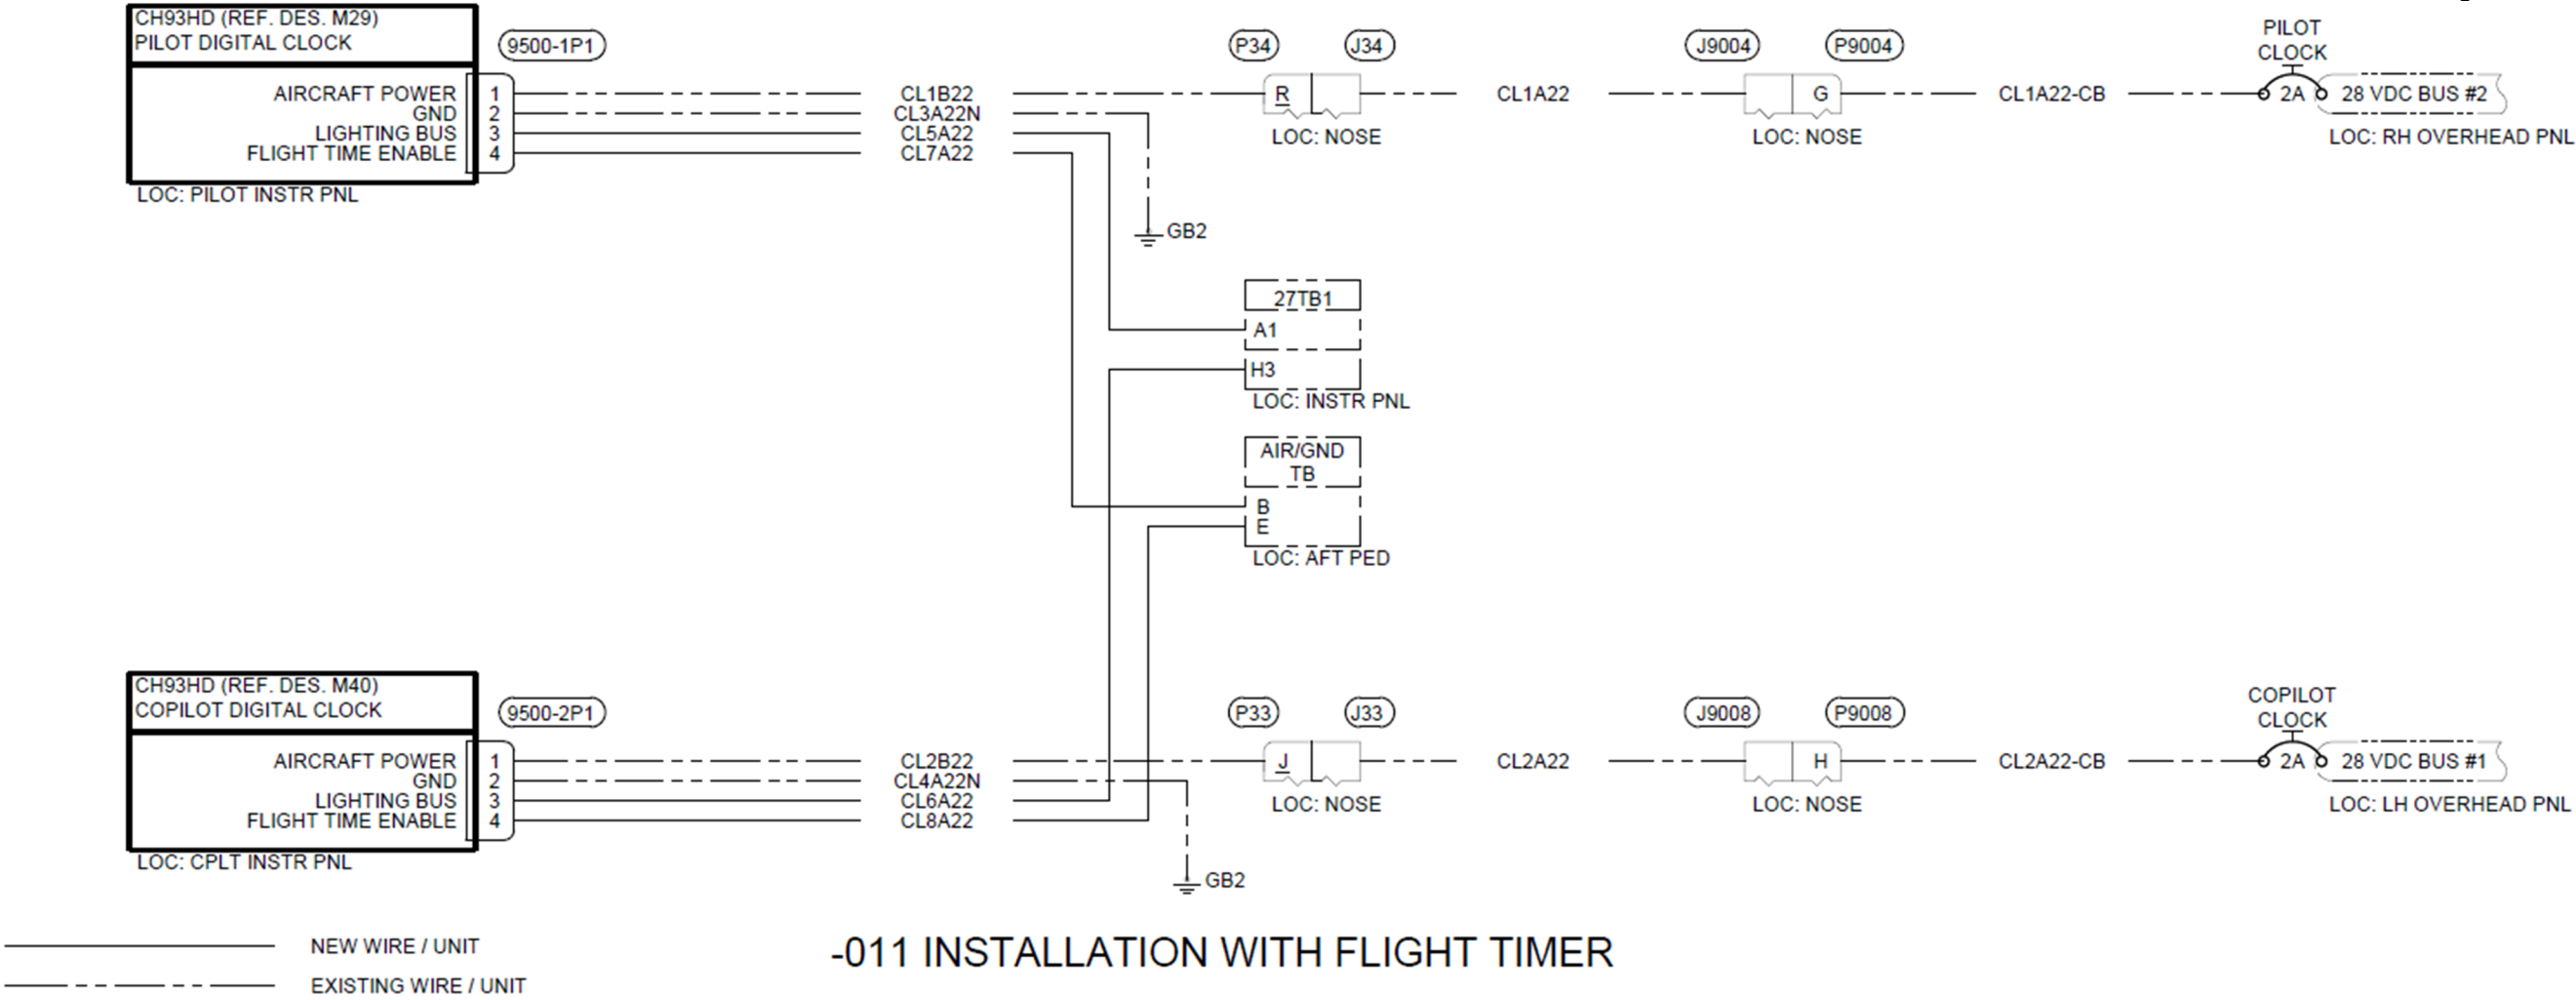 CH93HD (REF. DES. M29)
PILOT DIGITAL CLOCK
9500-1P1
AIRCRAFT POWER 1
GND 2
LIGHTING BUS 3
FLIGHT TIME ENABLE 4
LOC: PILOT INSTR PNL
CL1B22
CL3A22N
CL5A22
CL7A22
GB2
P34
J34
R
LOC: NOSE
CL1A22
J9004
P9004
G
LOC: NOSE
CL1A22-CB
PILOT
CLOCK
2A
28 VDC BUS #2
LOC: RH OVERHEAD PNL
27TB1
A1
H3
LOC: INSTR PNL
AIR/GND
TB
B
E
LOC: AFT PED
CH93HD (REF. DES. M40)
COPILOT DIGITAL CLOCK
9500-2P1
AIRCRAFT POWER 1
GND 2
LIGHTING BUS 3
FLIGHT TIME ENABLE 4
LOC: CPLT INSTR PNL
CL2B22
CL4A22N
CL6A22
CL8A22
GB2
P33
J33
J
LOC: NOSE
CL2A22
J9008
P9008
H
LOC: NOSE
CL2A22-CB
COPILOT
CLOCK
2A
28 VDC BUS #1
LOC: LH OVERHEAD PNL
NEW WIRE / UNIT
EXISTING WIRE / UNIT
-011 INSTALLATION WITH FLIGHT TIMER